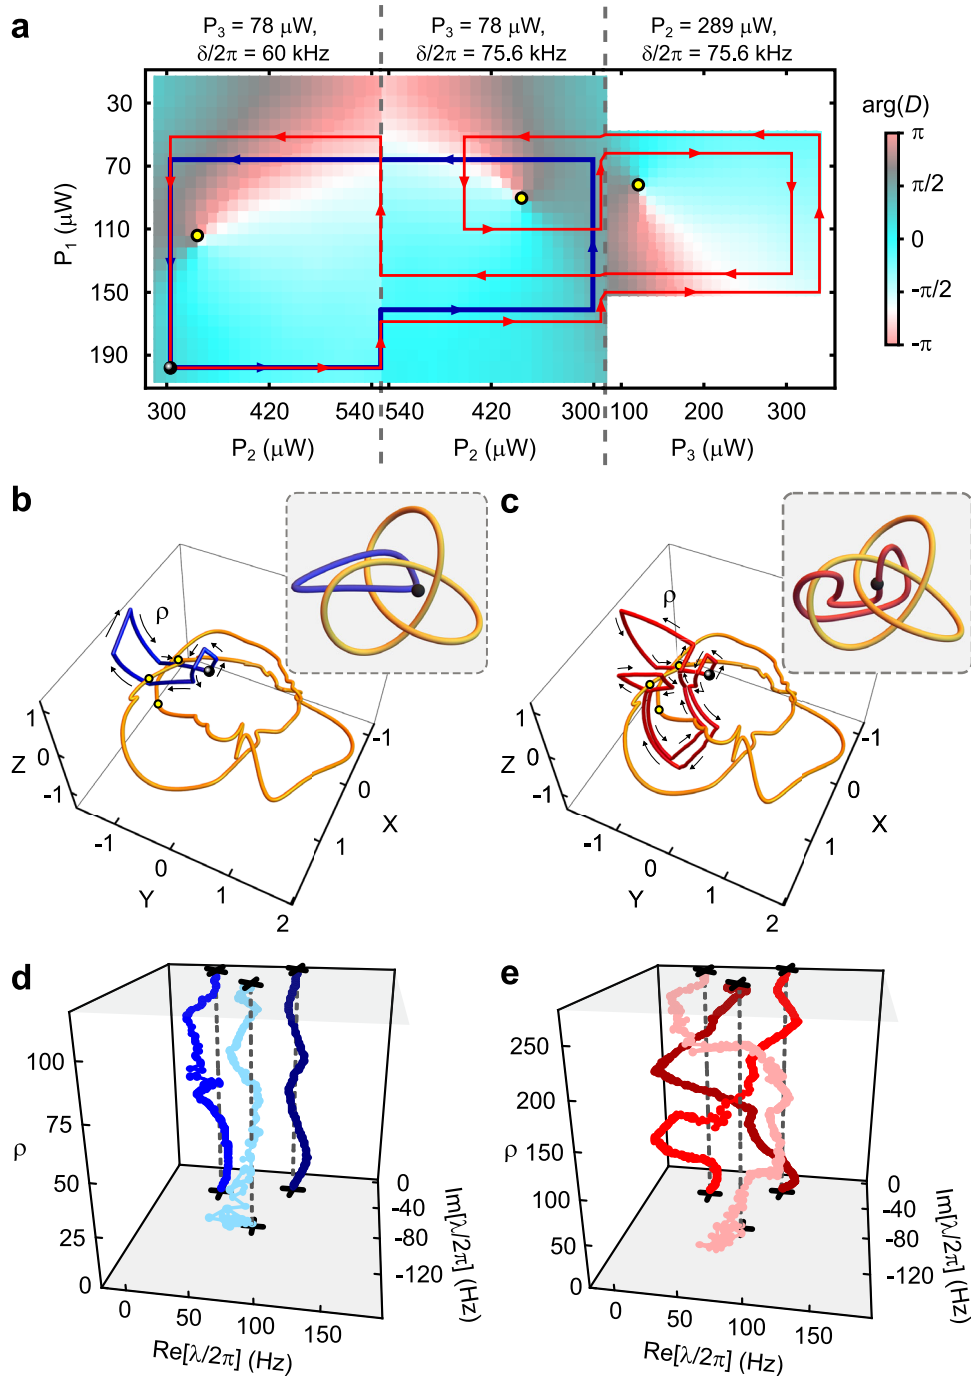 a
P₃ = 78 μW,
δ/2π = 60 kHz
P₃ = 78 μW,
δ/2π = 75.6 kHz
P₂ = 289 μW,
δ/2π = 75.6 kHz
P₁ (μW)
30
70
110
150
190
300
420
540
540
420
300
100
200
300
P₂ (μW)
P₂ (μW)
P₃ (μW)
arg(D)
π
π/2
0
-π/2
-π
b
ρ
1
0
-1
Z
-1
0
1
2
Y
-1
0
1
X
c
ρ
1
0
-1
Z
-1
0
1
2
Y
-1
0
1
X
d
100
75
50
25
0
ρ
0
50
100
150
Re[λ/2π] (Hz)
0
-40
-80
-120
Im[λ/2π] (Hz)
e
250
200
150
100
50
0
ρ
0
50
100
150
Re[λ/2π] (Hz)
0
-40
-80
-120
Im[λ/2π] (Hz)